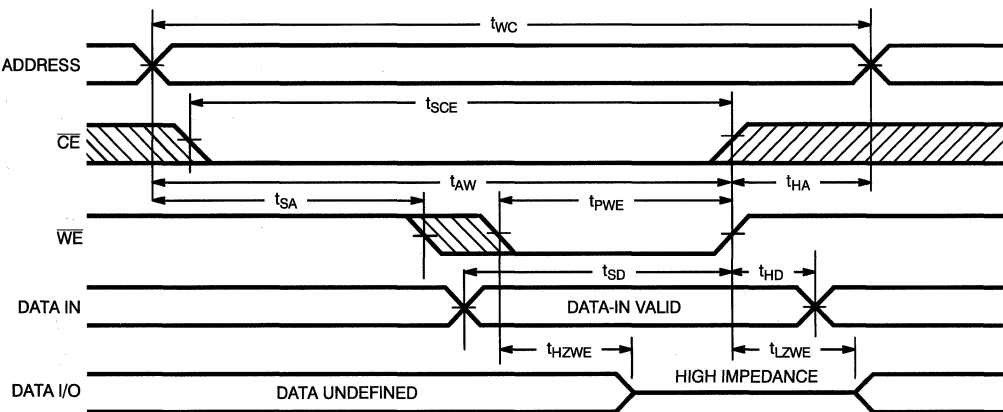 tWC
ADDRESS
tSCE
CE
tAW
tHA
tSA
tPWE
WE
tSD
tHD
DATA IN
DATA-IN VALID
tHZWE
tLZWE
HIGH IMPEDANCE
DATA I/O
DATA UNDEFINED